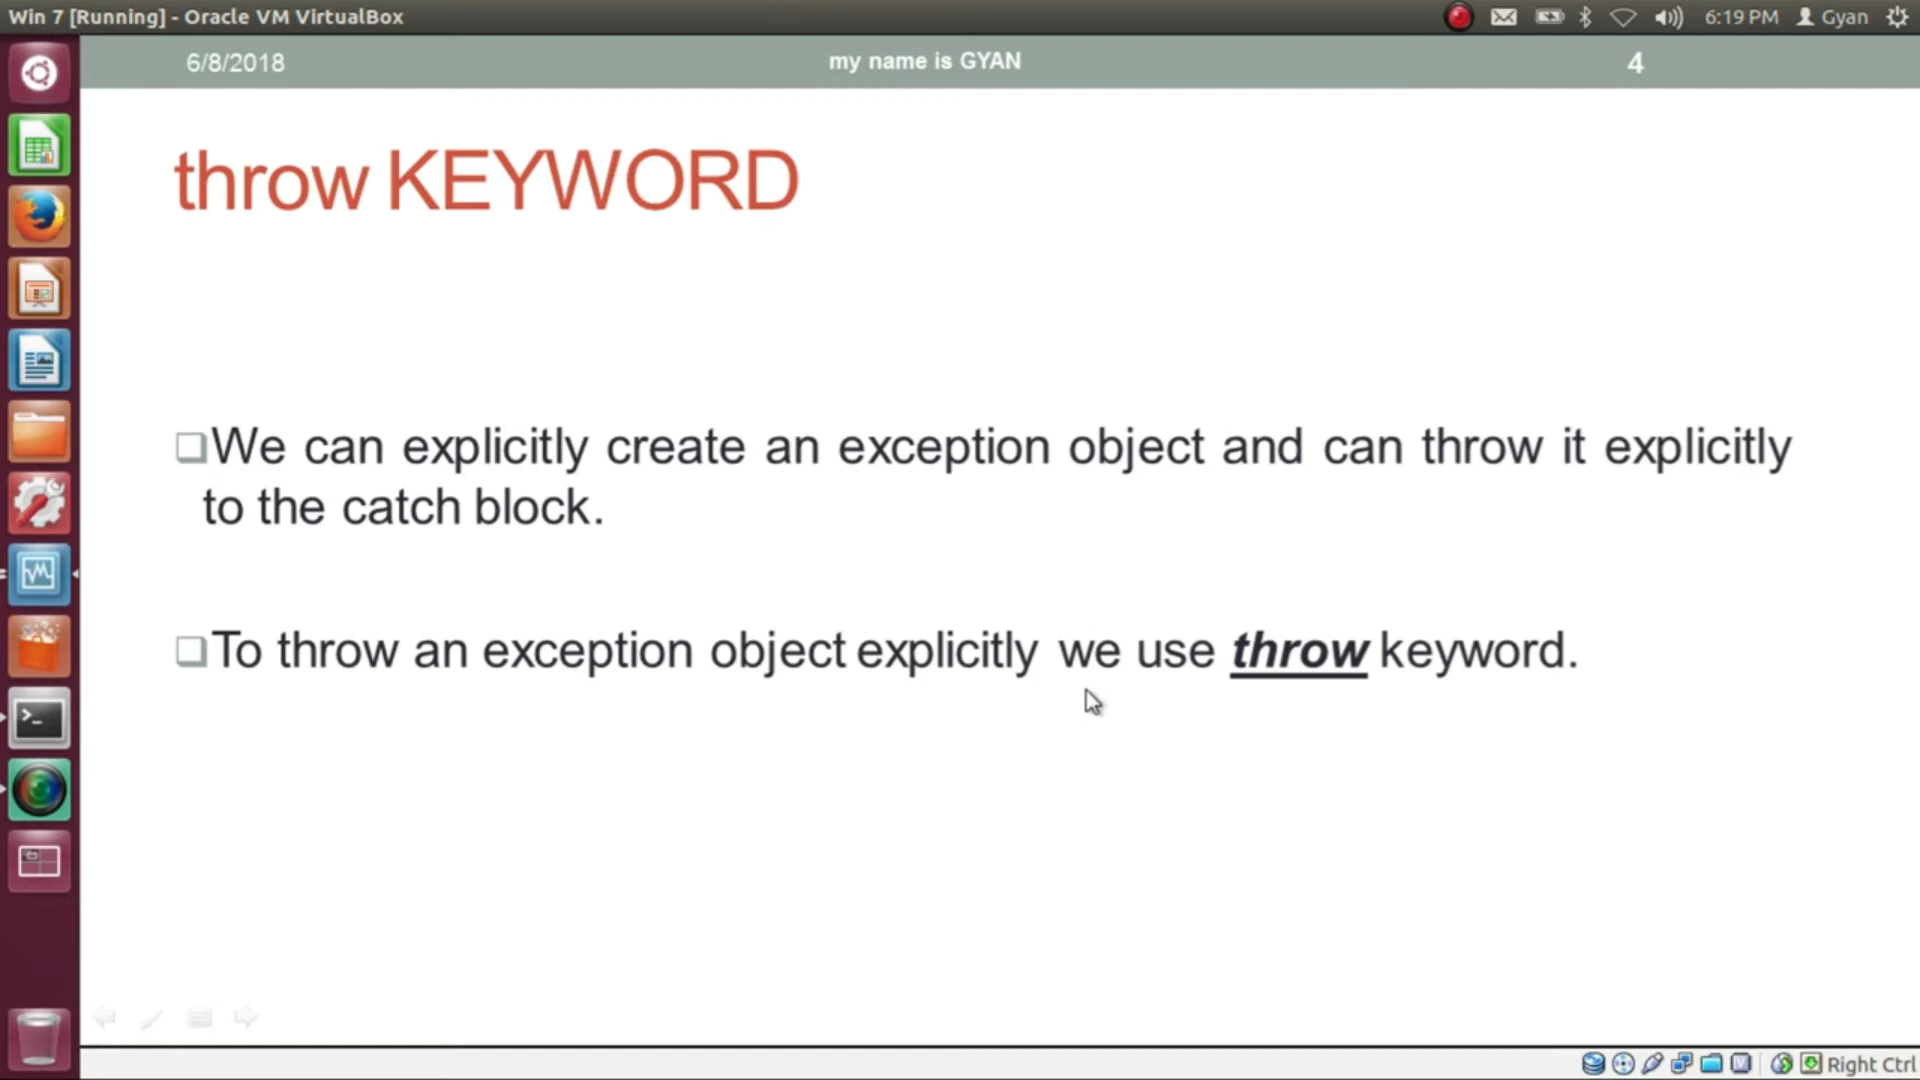 Win 7 [Running] - Oracle VM VirtualBox
6:19 PM Gyan
6/8/2018 my name is GYAN 4
throw KEYWORD
We can explicitly create an exception object and can throw it explicitly
to the catch block.
To throw an exception object explicitly we use throw keyword.
Right Ctrl